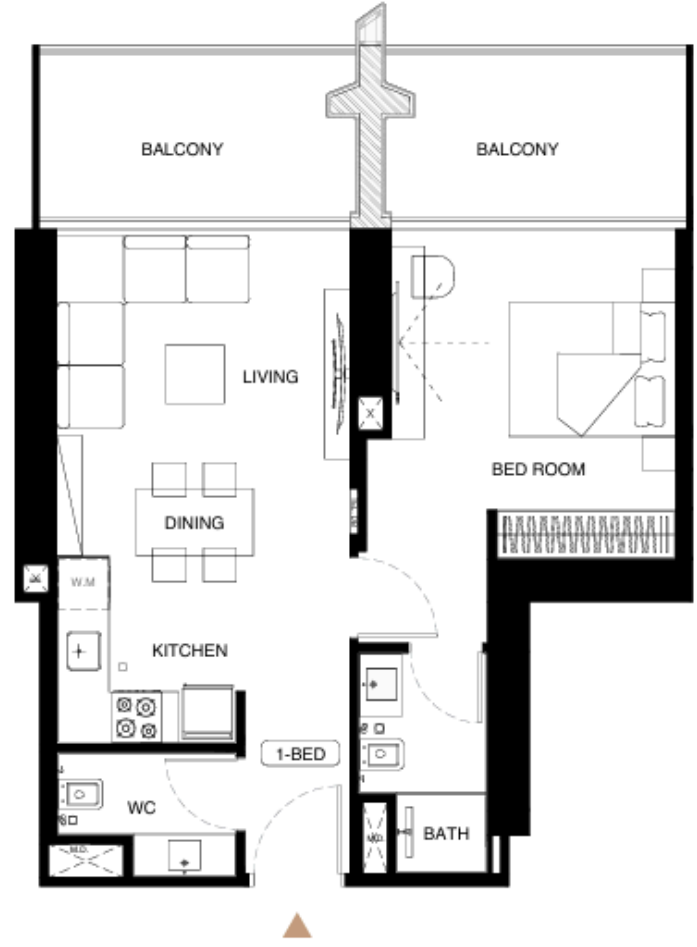 BALCONY
BALCONY
LIVING
BED ROOM
DINING
W.M
KITCHEN
1-BED
WC
BATH
M.D.
M.D.